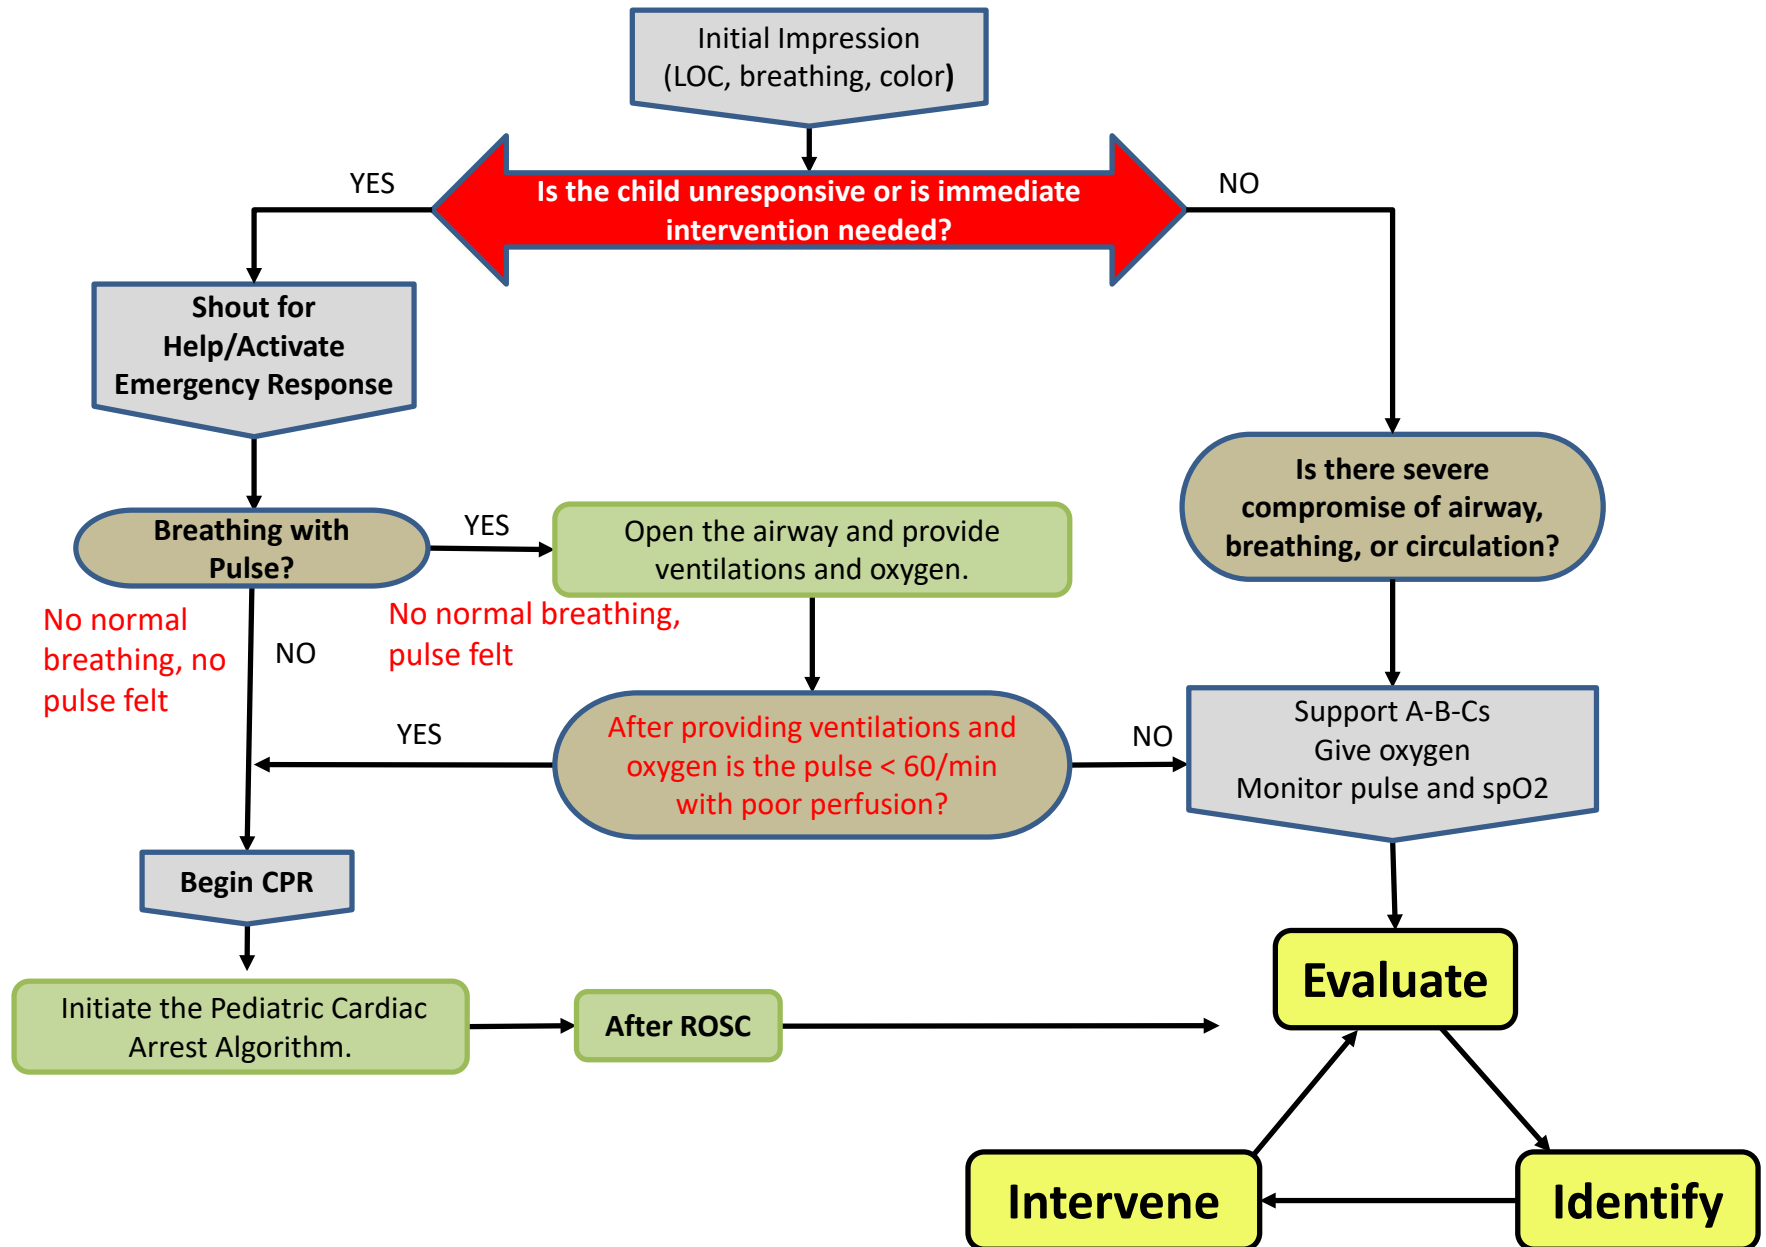 Initial Impression
(LOC, breathing, color)
YES
Is the child unresponsive or is immediate
intervention needed?
NO
Shout for
Help/Activate
Emergency Response
Is there severe
compromise of airway,
breathing, or circulation?
Breathing with
Pulse?
YES
Open the airway and provide
ventilations and oxygen.
No normal
breathing, no
pulse felt
NO
No normal breathing,
pulse felt
YES
After providing ventilations and
oxygen is the pulse < 60/min
with poor perfusion?
NO
Support A-B-Cs
Give oxygen
Monitor pulse and spO2
Begin CPR
Initiate the Pediatric Cardiac
Arrest Algorithm.
After ROSC
Evaluate
Intervene
Identify